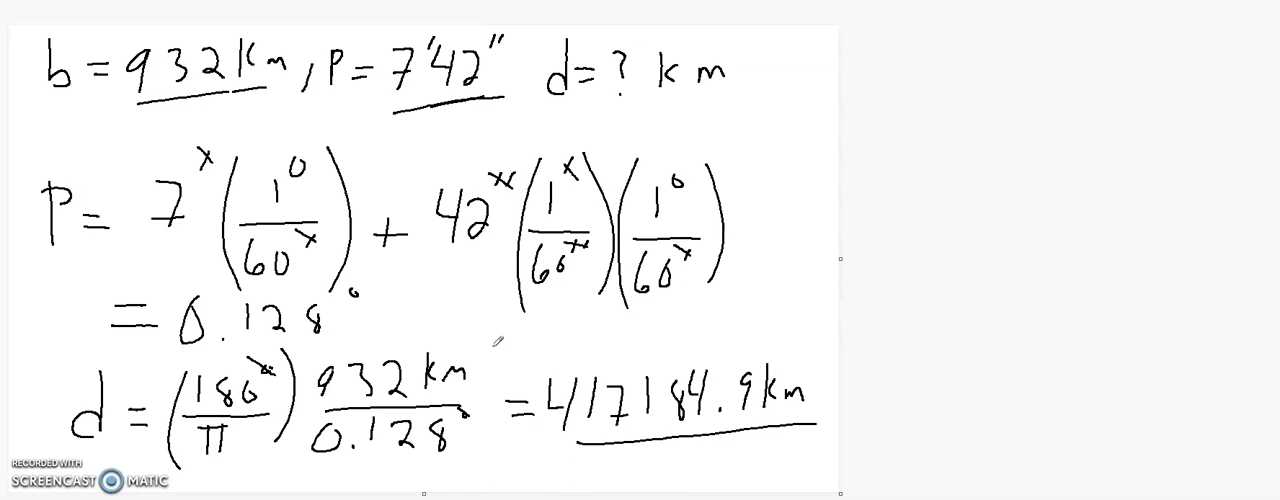 b = 932 km, P = 7'42" d = ? km
P = 7' (1°/60') + 42" (1'/60") (1°/60')
= 0.128°
d = (180°/π) 932 km/0.128° = 417184.9 km
RECORDED WITH
SCREENCAST MATIC